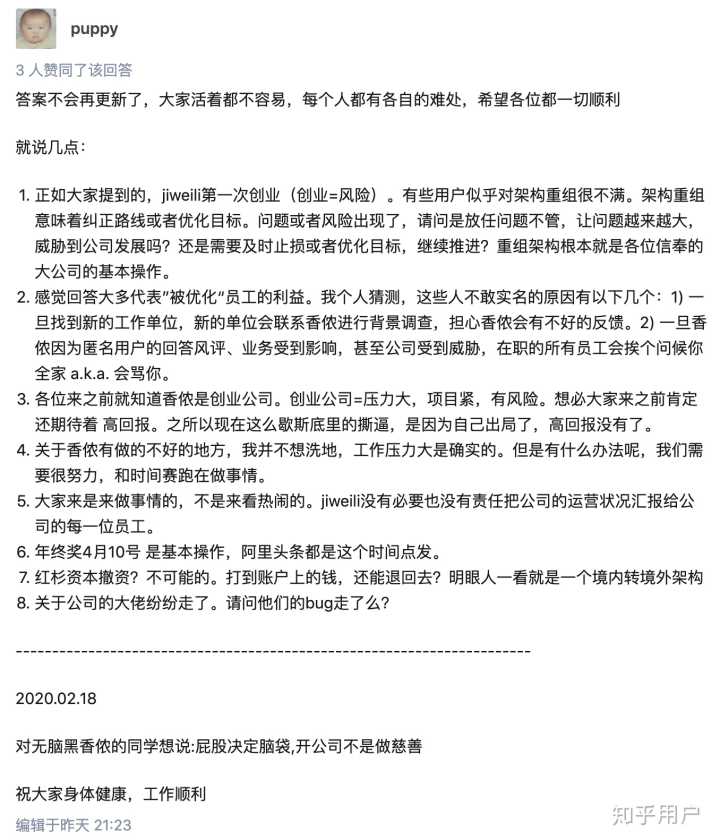 puppy
3 人赞同了该回答
答案不会再更新了，大家活着都不容易，每个人都有各自的难处，希望各位都一切顺利
就说几点：
1. 正如大家提到的，jiweili第一次创业（创业=风险）。有些用户似乎对架构重组很不满。架构重组
意味着纠正路线或者优化目标。问题或者风险出现了，请问是放任问题不管，让问题越来越大，
威胁到公司发展吗？还是需要及时止损或者优化目标，继续推进？重组架构根本就是各位信奉的
大公司的基本操作。
2. 感觉回答大多代表”被优化“员工的利益。我个人猜测，这些人不敢实名的原因有以下几个：1) 一
旦找到新的工作单位，新的单位会联系香侬进行背景调查，担心香侬会有不好的反馈。2) 一旦香
侬因为匿名用户的回答风评、业务受到影响，甚至公司受到威胁，在职的所有员工会挨个问候你
全家 a.k.a. 会骂你。
3. 各位来之前就知道香侬是创业公司。创业公司=压力大，项目紧，有风险。想必大家来之前肯定
还期待着 高回报。之所以现在这么歇斯底里的撕逼，是因为自己出局了，高回报没有了。
4. 关于香侬有做的不好的地方，我并不想洗地，工作压力大是确实的。但是有什么办法呢，我们需
要很努力，和时间赛跑在做事情。
5. 大家来是来做事情的，不是来看热闹的。jiweili没有必要也没有责任把公司的运营状况汇报给公
司的每一位员工。
6. 年终奖4月10号 是基本操作，阿里头条都是这个时间点发。
7. 红杉资本撤资？不可能的。打到账户上的钱，还能退回去？明眼人一看就是一个境内转境外架构
8. 关于公司的大佬纷纷走了。请问他们的bug走了么？
-----------------------------------------------------------------------
2020.02.18
对无脑黑香侬的同学想说:屁股决定脑袋,开公司不是做慈善
祝大家身体健康，工作顺利
编辑于昨天 21:23
知乎用户